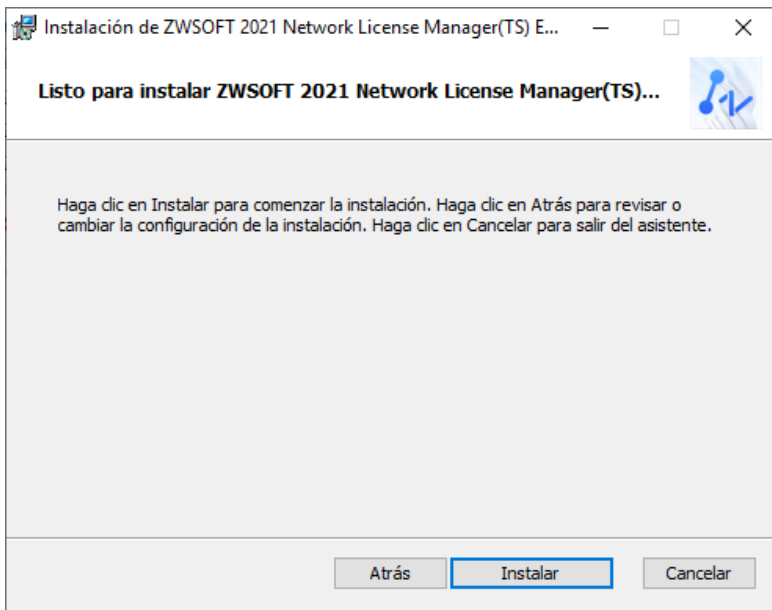 Instalación de ZWSOFT 2021 Network License Manager(TS) E...
Listo para instalar ZWSOFT 2021 Network License Manager(TS)...
Haga clic en Instalar para comenzar la instalación. Haga clic en Atrás para revisar o
cambiar la configuración de la instalación. Haga clic en Cancelar para salir del asistente.
Atrás Instalar Cancelar